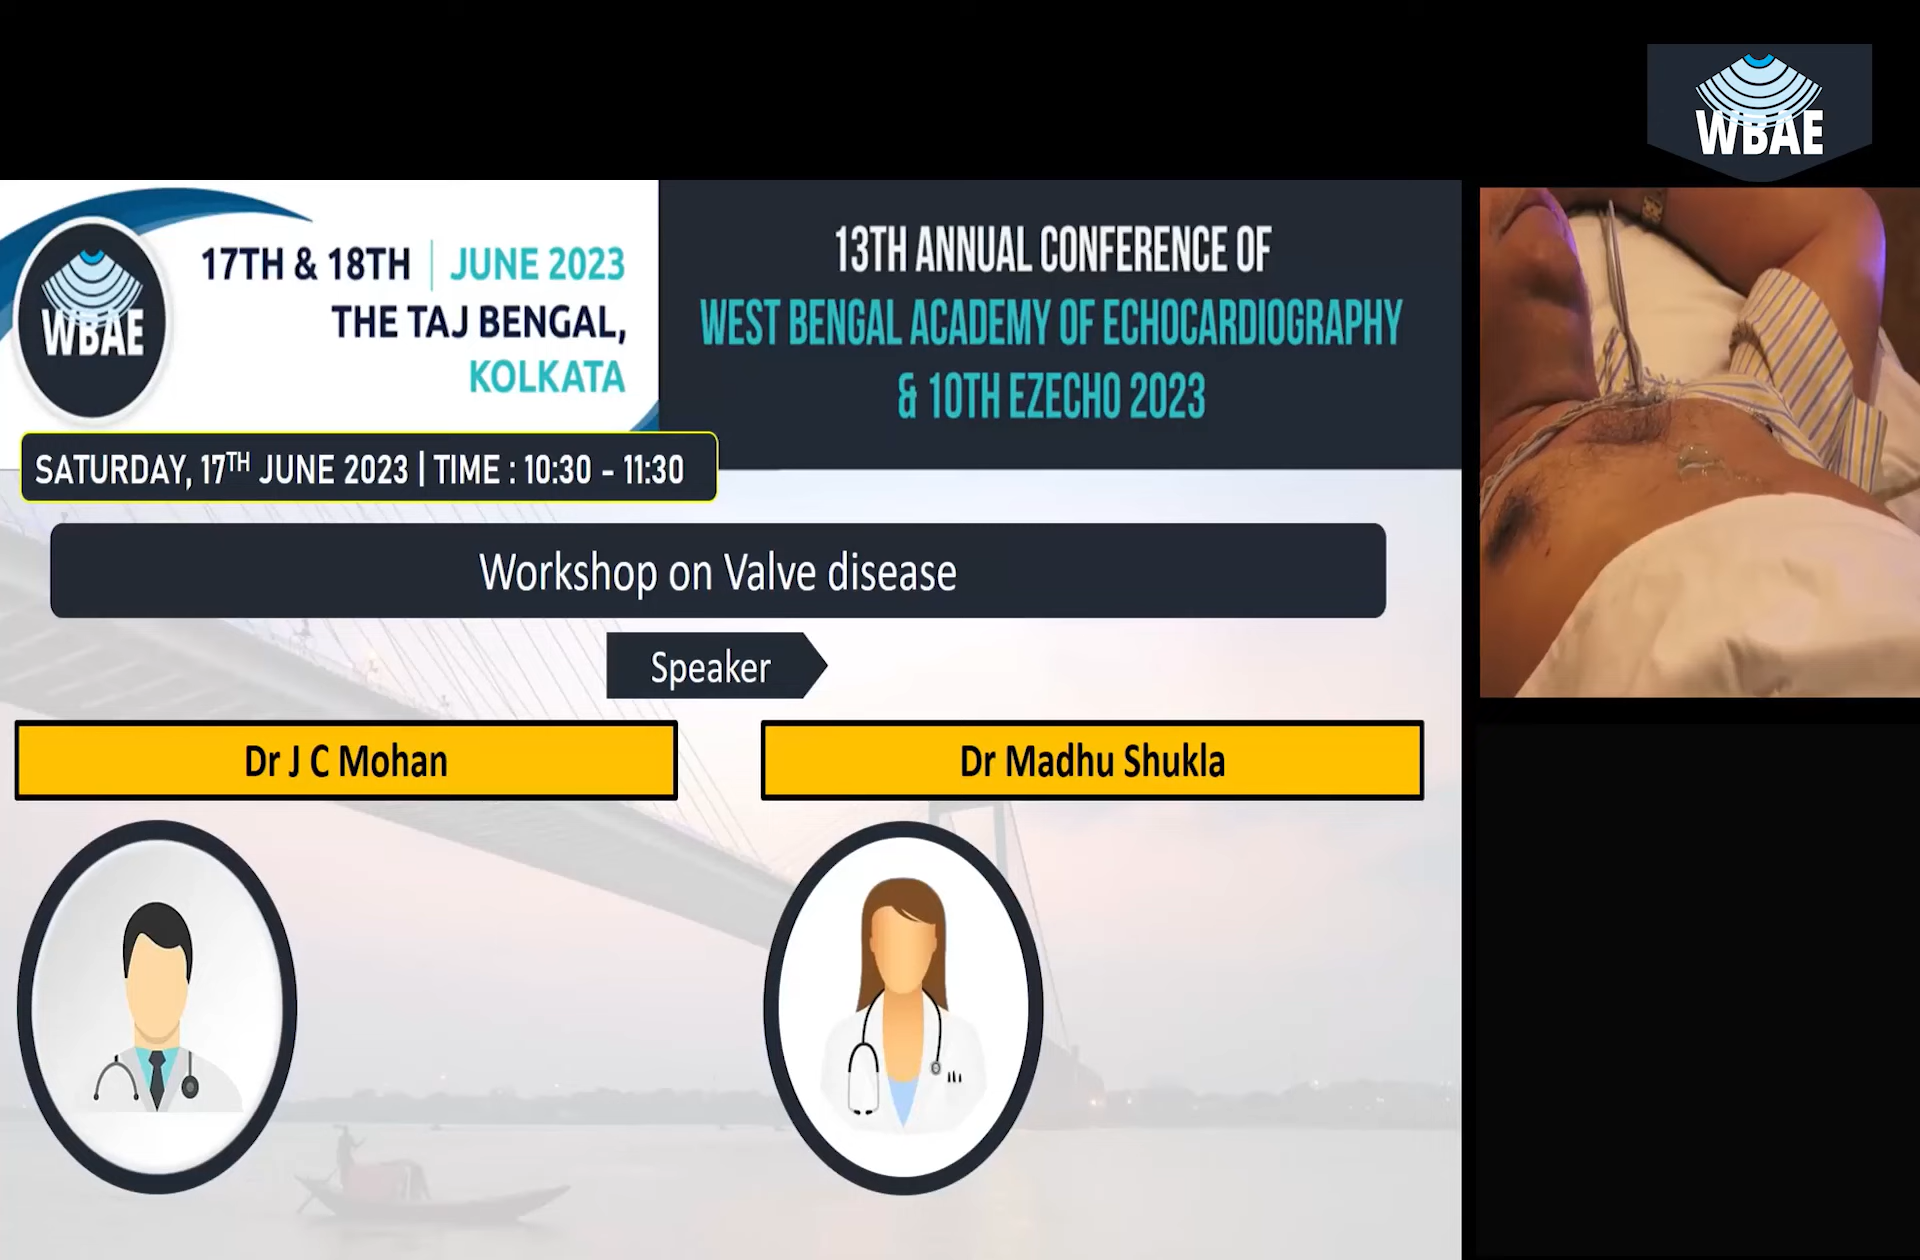 WBAE
17TH & 18TH | JUNE 2023
THE TAJ BENGAL,
KOLKATA
WBAE
13TH ANNUAL CONFERENCE OF
WEST BENGAL ACADEMY OF ECHOCARDIOGRAPHY
& 10TH EZECHO 2023
SATURDAY, 17TH JUNE 2023 | TIME : 10:30 - 11:30
Workshop on Valve disease
Speaker
Dr J C Mohan
Dr Madhu Shukla